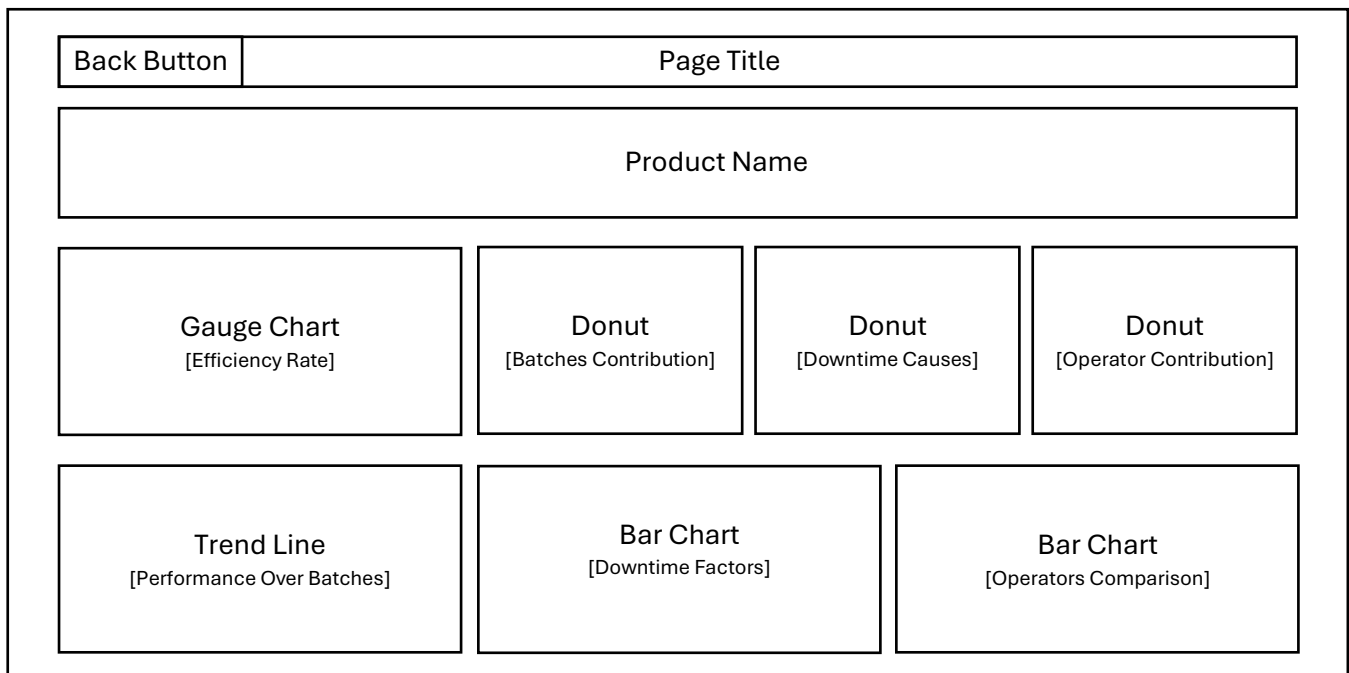 Back Button
Page Title
Product Name
Gauge Chart
[Efficiency Rate]
Donut
[Batches Contribution]
Donut
[Downtime Causes]
Donut
[Operator Contribution]
Trend Line
[Performance Over Batches]
Bar Chart
[Downtime Factors]
Bar Chart
[Operators Comparison]